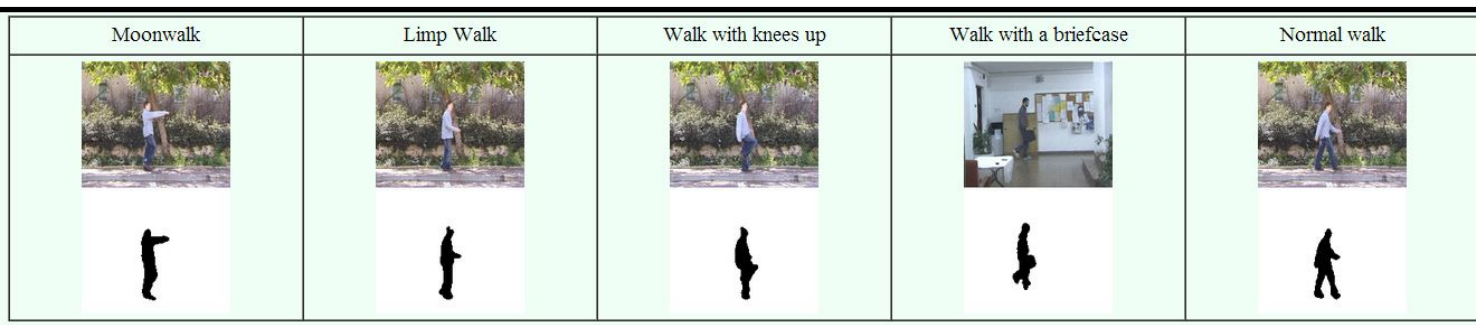 Moonwalk
Limp Walk
Walk with knees up
Walk with a briefcase
Normal walk